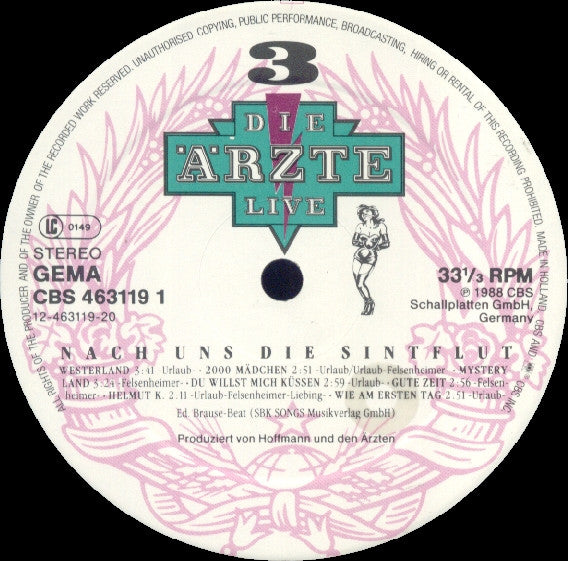 ALL RIGHTS OF THE PRODUCER AND OF THE OWNER OF THE RECORDED WORK RESERVED. UNAUTHORISED COPYING, PUBLIC PERFORMANCE, BROADCASTING, HIRING OR RENTAL OF THIS RECORDING PROHIBITED. MADE IN HOLLAND. CBS AND ARE CBS, INC.
3
DIE
ÄRZTE
LIVE
LC 0149
STEREO
GEMA
CBS 463119 1
12-463119-20
33 1/3 RPM
℗ 1988 CBS
Schallplatten GmbH,
Germany
NACH UNS DIE SINTFLUT
WESTERLAND 3:41 -Urlaub- · 2000 MÄDCHEN 2:51 -Urlaub/Urlaub-Felsenheimer- · MYSTERY
LAND 3:24 -Felsenheimer- · DU WILLST MICH KÜSSEN 2:59 -Urlaub- · GUTE ZEIT 2:56 -Felsen-
heimer- · HELMUT K. 2:11 -Urlaub-Felsenheimer-Liebing- · WIE AM ERSTEN TAG 2:51 -Urlaub-
Ed. Brause-Beat (SBK SONGS Musikverlag GmbH)
Produziert von Hoffmann und den Ärzten